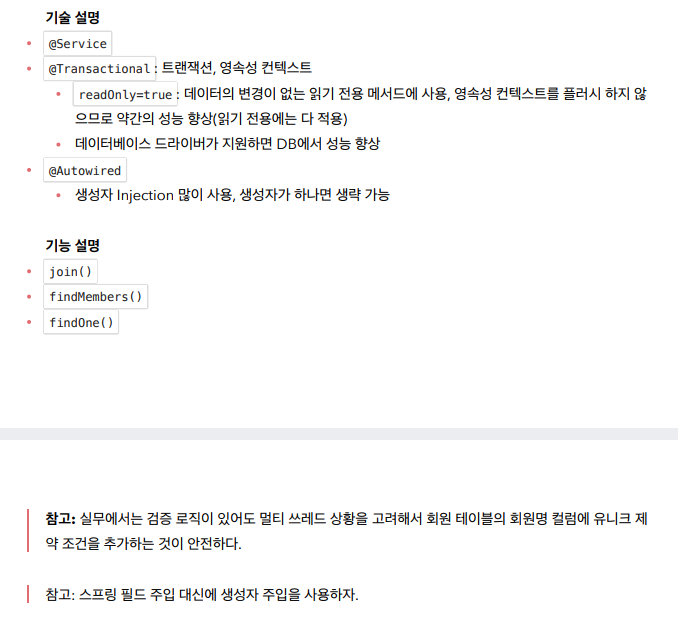 기술 설명
@Service
@Transactional : 트랜잭션, 영속성 컨텍스트
readOnly=true : 데이터의 변경이 없는 읽기 전용 메서드에 사용, 영속성 컨텍스트를 플러시 하지 않
으므로 약간의 성능 향상(읽기 전용에는 다 적용)
데이터베이스 드라이버가 지원하면 DB에서 성능 향상
@Autowired
생성자 Injection 많이 사용, 생성자가 하나면 생략 가능
기능 설명
join()
findMembers()
findOne()
참고: 실무에서는 검증 로직이 있어도 멀티 쓰레드 상황을 고려해서 회원 테이블의 회원명 컬럼에 유니크 제
약 조건을 추가하는 것이 안전하다.
참고: 스프링 필드 주입 대신에 생성자 주입을 사용하자.